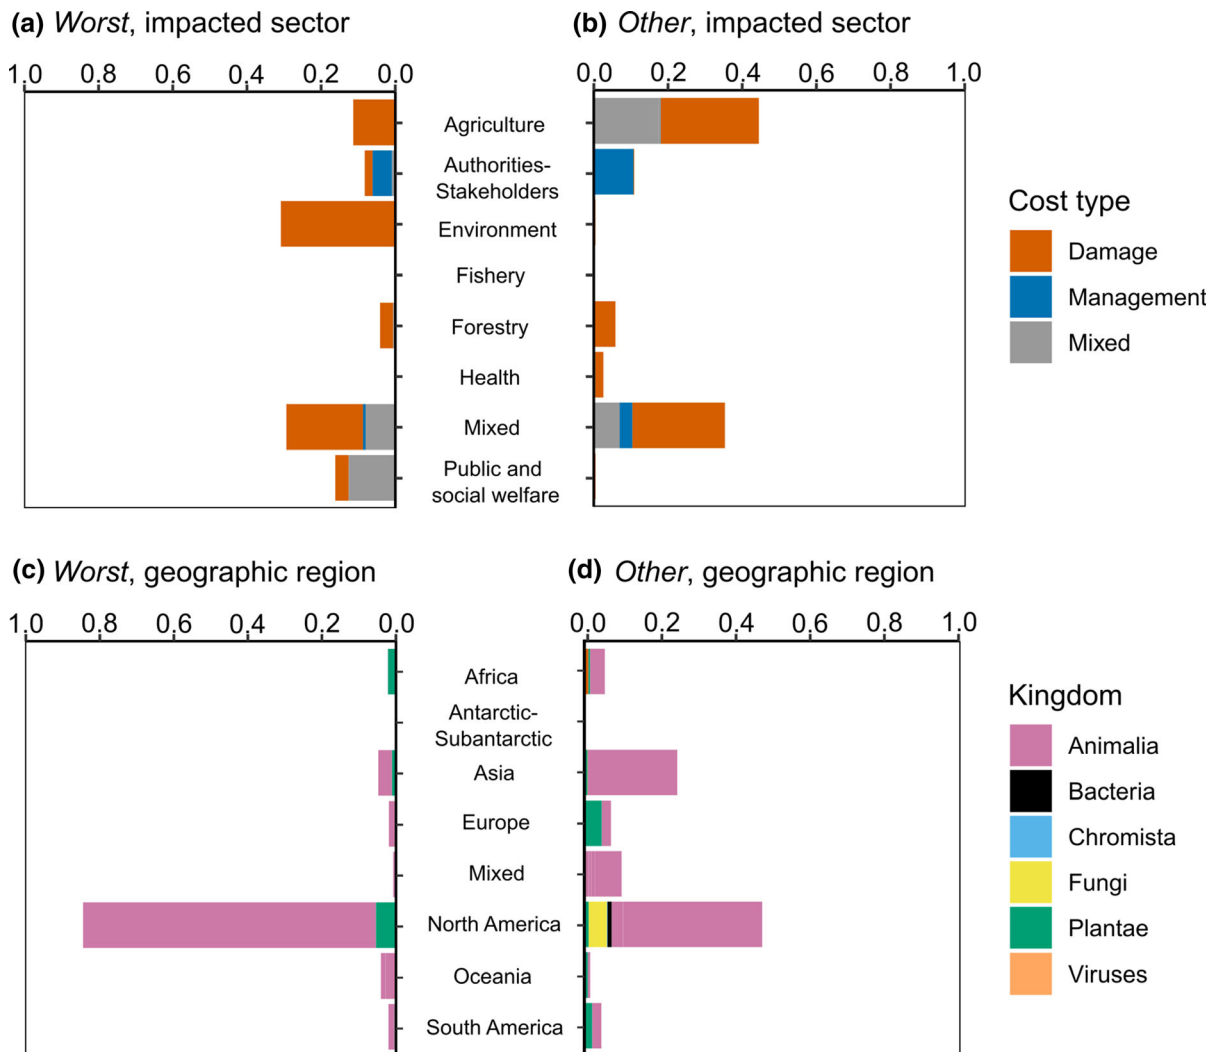 (a) Worst, impacted sector
(b) Other, impacted sector
1.0 0.8 0.6 0.4 0.2 0.0
0.0 0.2 0.4 0.6 0.8 1.0
Agriculture
Authorities-
Stakeholders
Environment
Fishery
Forestry
Health
Mixed
Public and
social welfare
Cost type
Damage
Management
Mixed
(c) Worst, geographic region
(d) Other, geographic region
1.0 0.8 0.6 0.4 0.2 0.0
0.0 0.2 0.4 0.6 0.8 1.0
Africa
Antarctic-
Subantarctic
Asia
Europe
Mixed
North America
Oceania
South America
Kingdom
Animalia
Bacteria
Chromista
Fungi
Plantae
Viruses